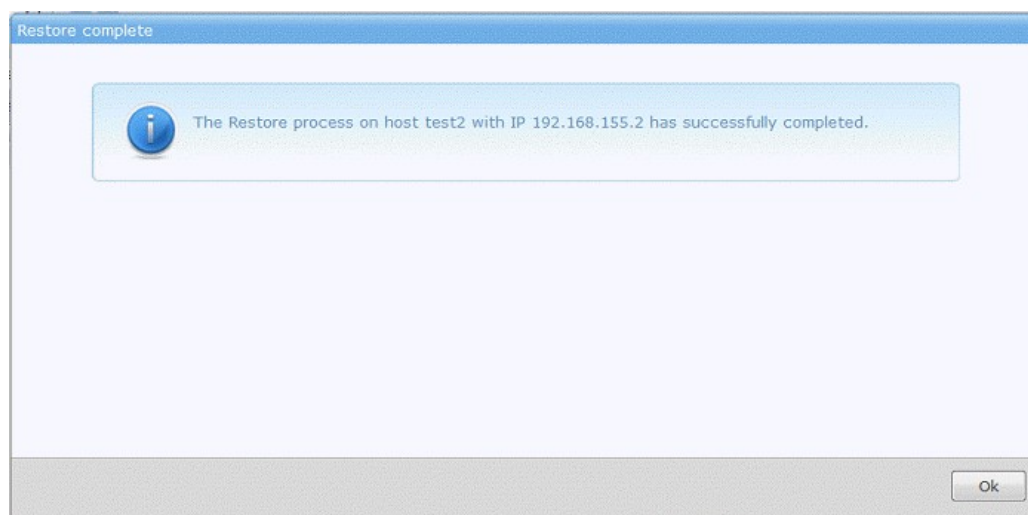 Restore complete
The Restore process on host test2 with IP 192.168.155.2 has successfully completed.
Ok